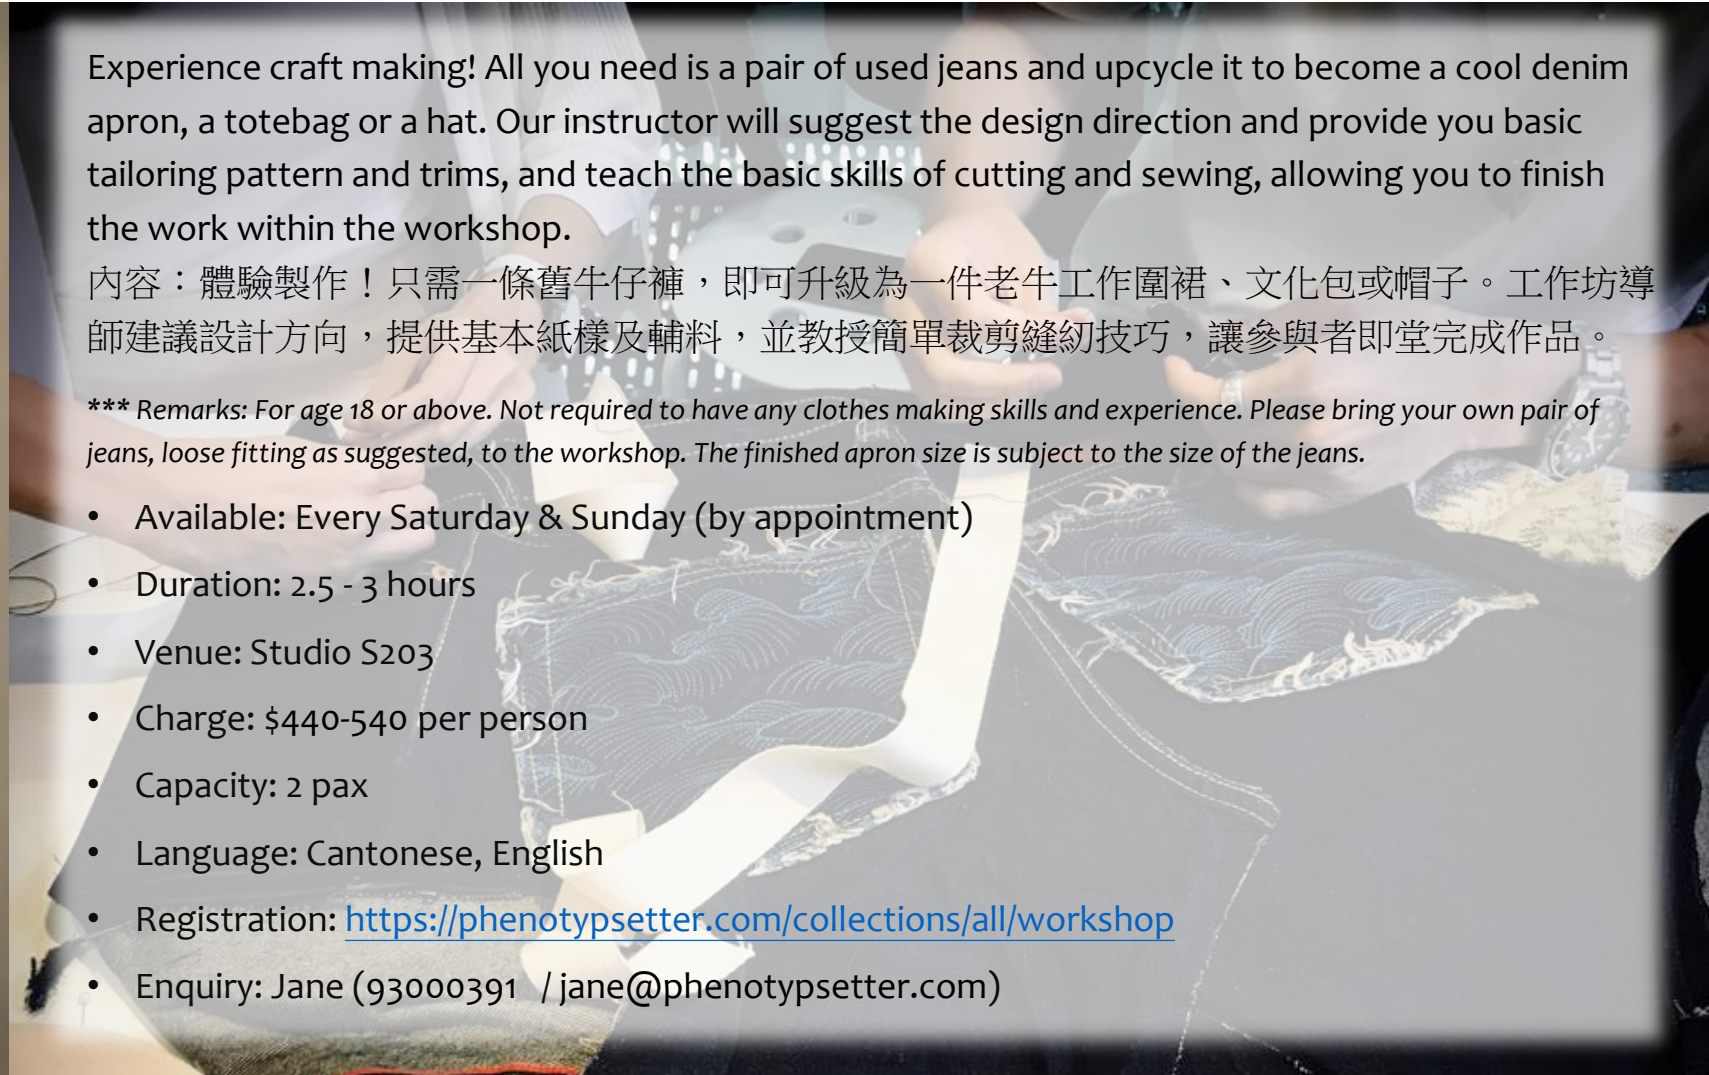 Experience craft making! All you need is a pair of used jeans and upcycle it to become a cool denim
apron, a totebag or a hat. Our instructor will suggest the design direction and provide you basic
tailoring pattern and trims, and teach the basic skills of cutting and sewing, allowing you to finish
the work within the workshop.
內容：體驗製作！只需一條舊牛仔褲，即可升級為一件老牛工作圍裙、文化包或帽子。工作坊導
師建議設計方向，提供基本紙樣及輔料，並教授簡單裁剪縫紉技巧，讓參與者即堂完成作品。
*** Remarks: For age 18 or above. Not required to have any clothes making skills and experience. Please bring your own pair of
jeans, loose fitting as suggested, to the workshop. The finished apron size is subject to the size of the jeans.
• Available: Every Saturday & Sunday (by appointment)
• Duration: 2.5 - 3 hours
• Venue: Studio S203
• Charge: $440-540 per person
• Capacity: 2 pax
• Language: Cantonese, English
• Registration: https://phenotypsetter.com/collections/all/workshop
• Enquiry: Jane (93000391 / jane@phenotypsetter.com)